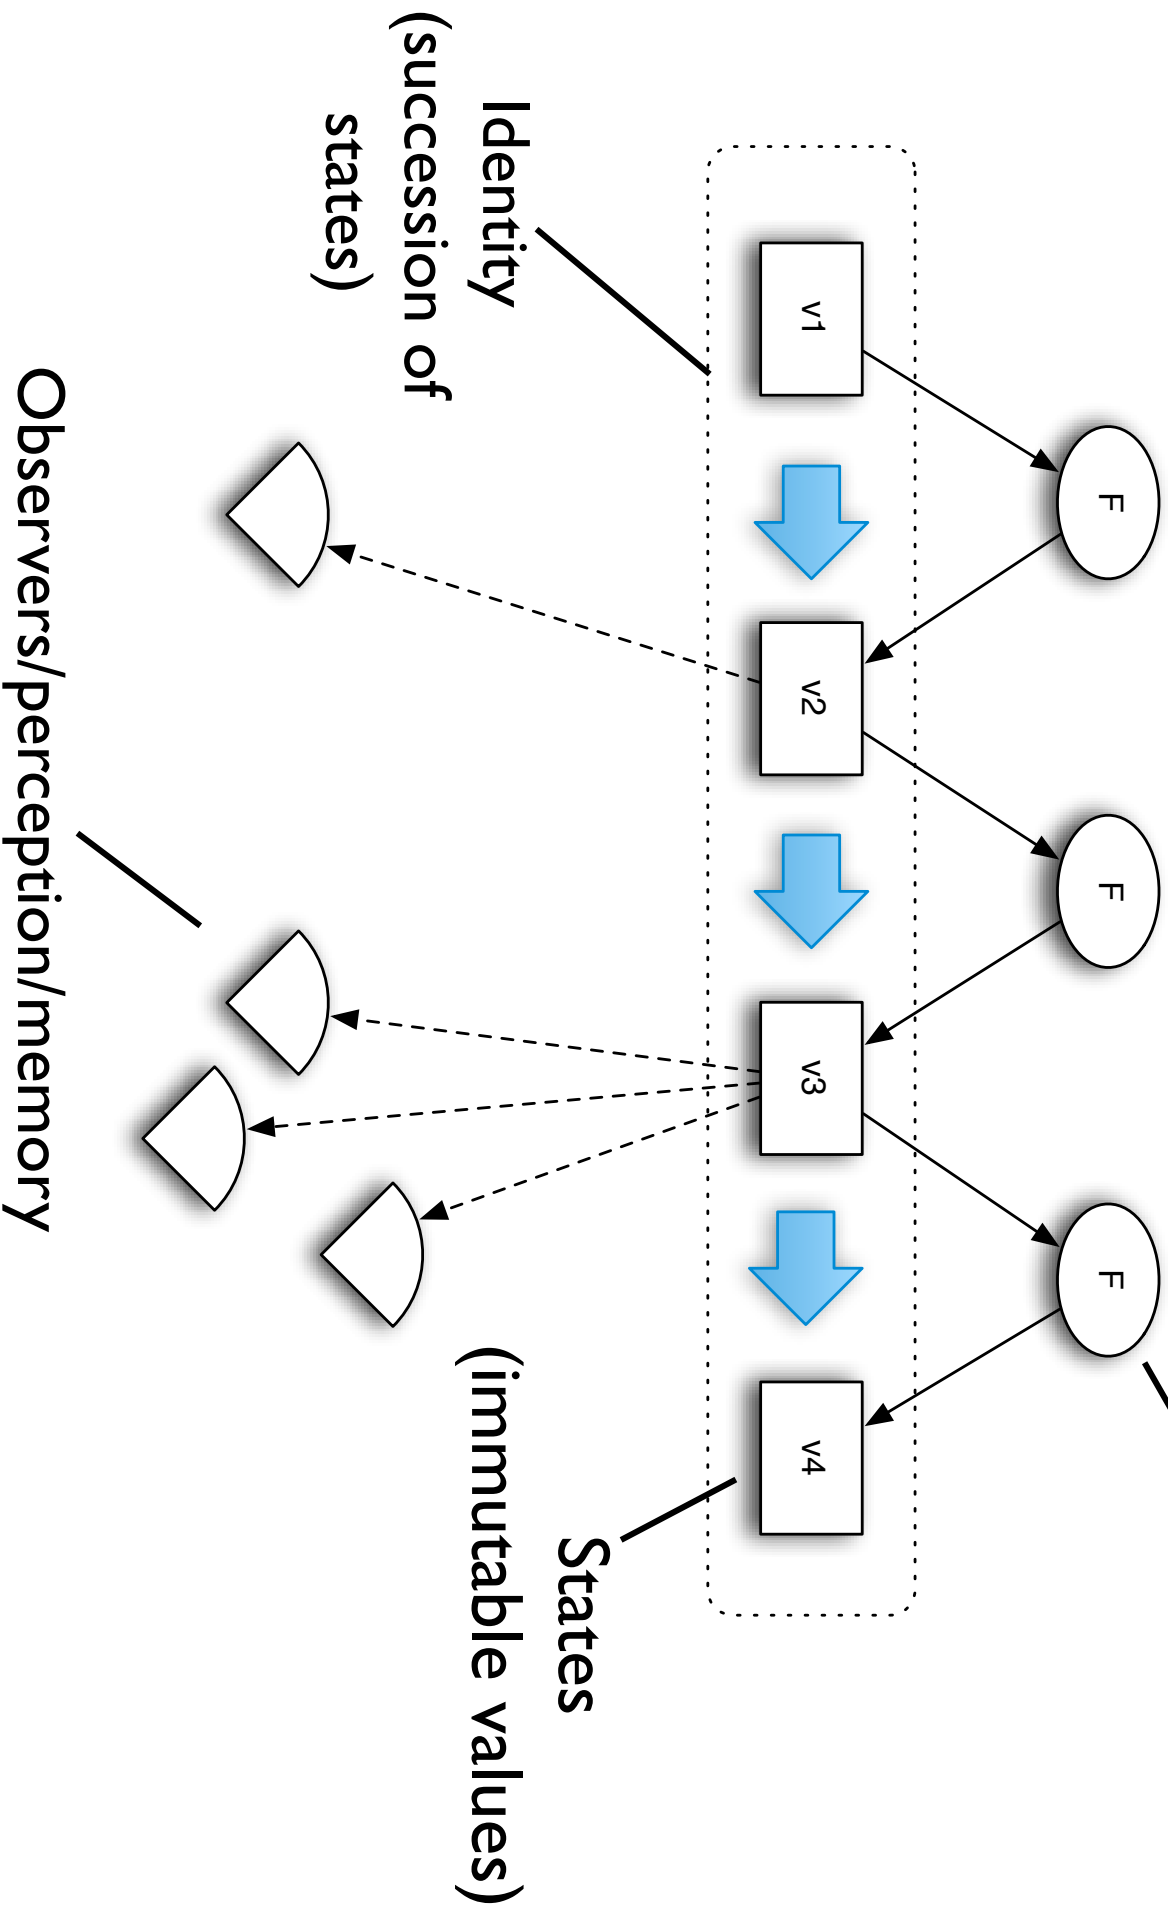 F
F
F
v1
v2
v3
v4
Identity
(succession of
states)
States
(immutable values)
Observers/perception/memory